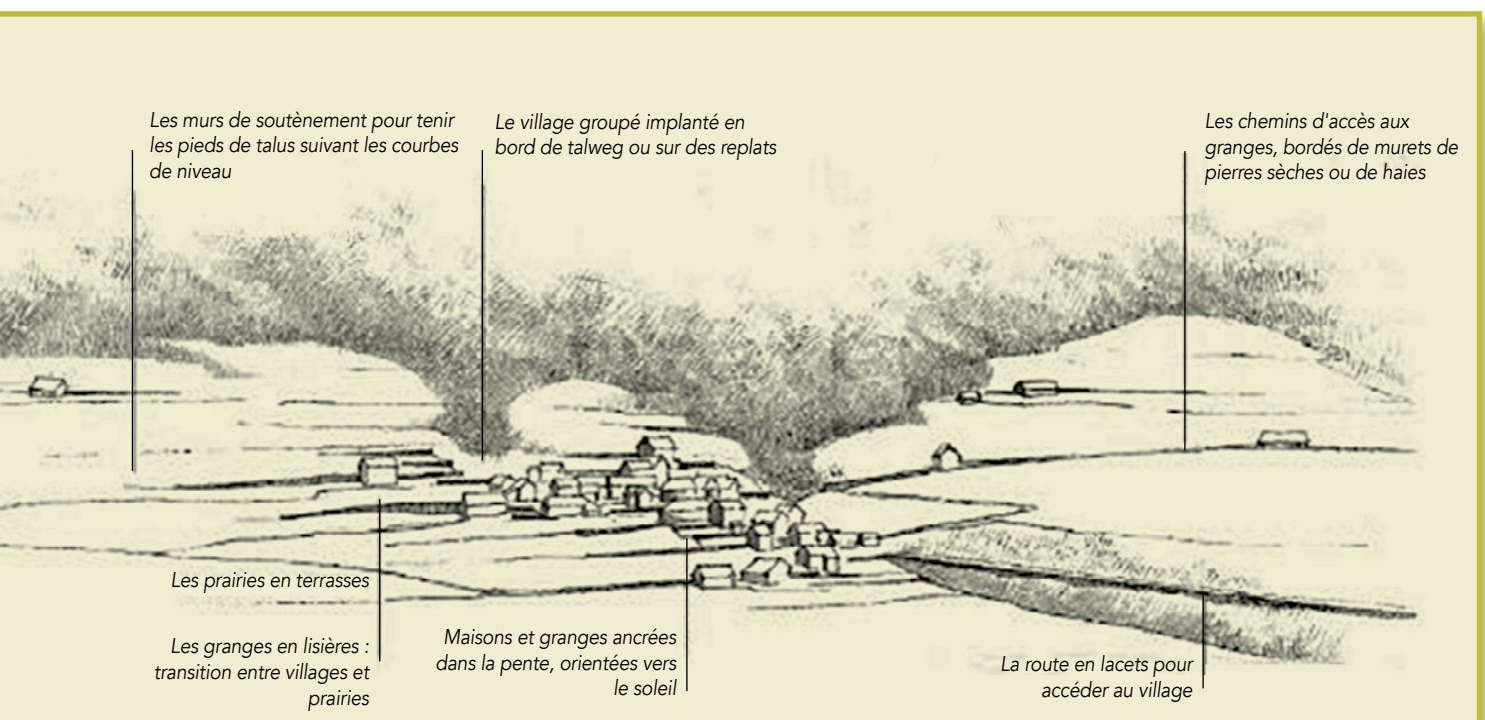 Les murs de soutènement pour tenir
les pieds de talus suivant les courbes
de niveau
Le village groupé implanté en
bord de talweg ou sur des replats
Les chemins d'accès aux
granges, bordés de murets de
pierres sèches ou de haies
Les prairies en terrasses
Les granges en lisières :
transition entre villages et
prairies
Maisons et granges ancrées
dans la pente, orientées vers
le soleil
La route en lacets pour
accéder au village